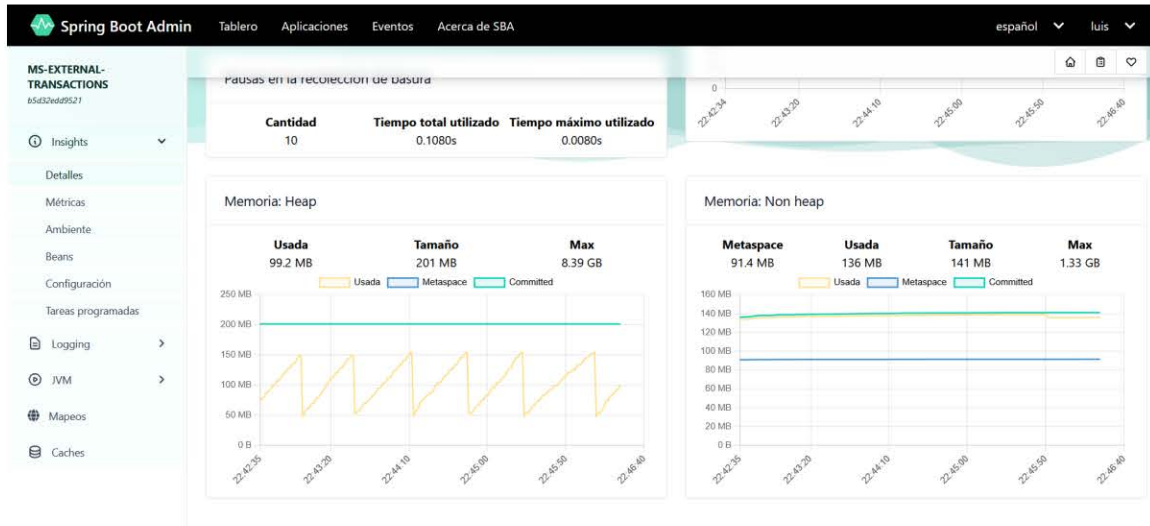 Spring Boot Admin
Tablero
Aplicaciones
Eventos
Acerca de SBA
español
luis
MS-EXTERNAL-
TRANSACTIONS
b5d32edd9521
Insights
Detalles
Métricas
Ambiente
Beans
Configuración
Tareas programadas
Logging
JVM
Mapeos
Caches
Pausas en la recolección de basura
Cantidad Tiempo total utilizado Tiempo máximo utilizado
10 0.1080s 0.0080s
0
22:42:34 22:43:20 22:44:10 22:45:00 22:45:50 22:46:40
Memoria: Heap
Usada Tamaño Max
99.2 MB 201 MB 8.39 GB
Usada Metaspace Committed
250 MB
200 MB
150 MB
100 MB
50 MB
0 B
22:42:35 22:43:20 22:44:10 22:45:00 22:45:50 22:46:40
Memoria: Non heap
Metaspace Usada Tamaño Max
91.4 MB 136 MB 141 MB 1.33 GB
Usada Metaspace Committed
160 MB
140 MB
120 MB
100 MB
80 MB
60 MB
40 MB
20 MB
0 B
22:42:35 22:43:20 22:44:10 22:45:00 22:45:50 22:46:40